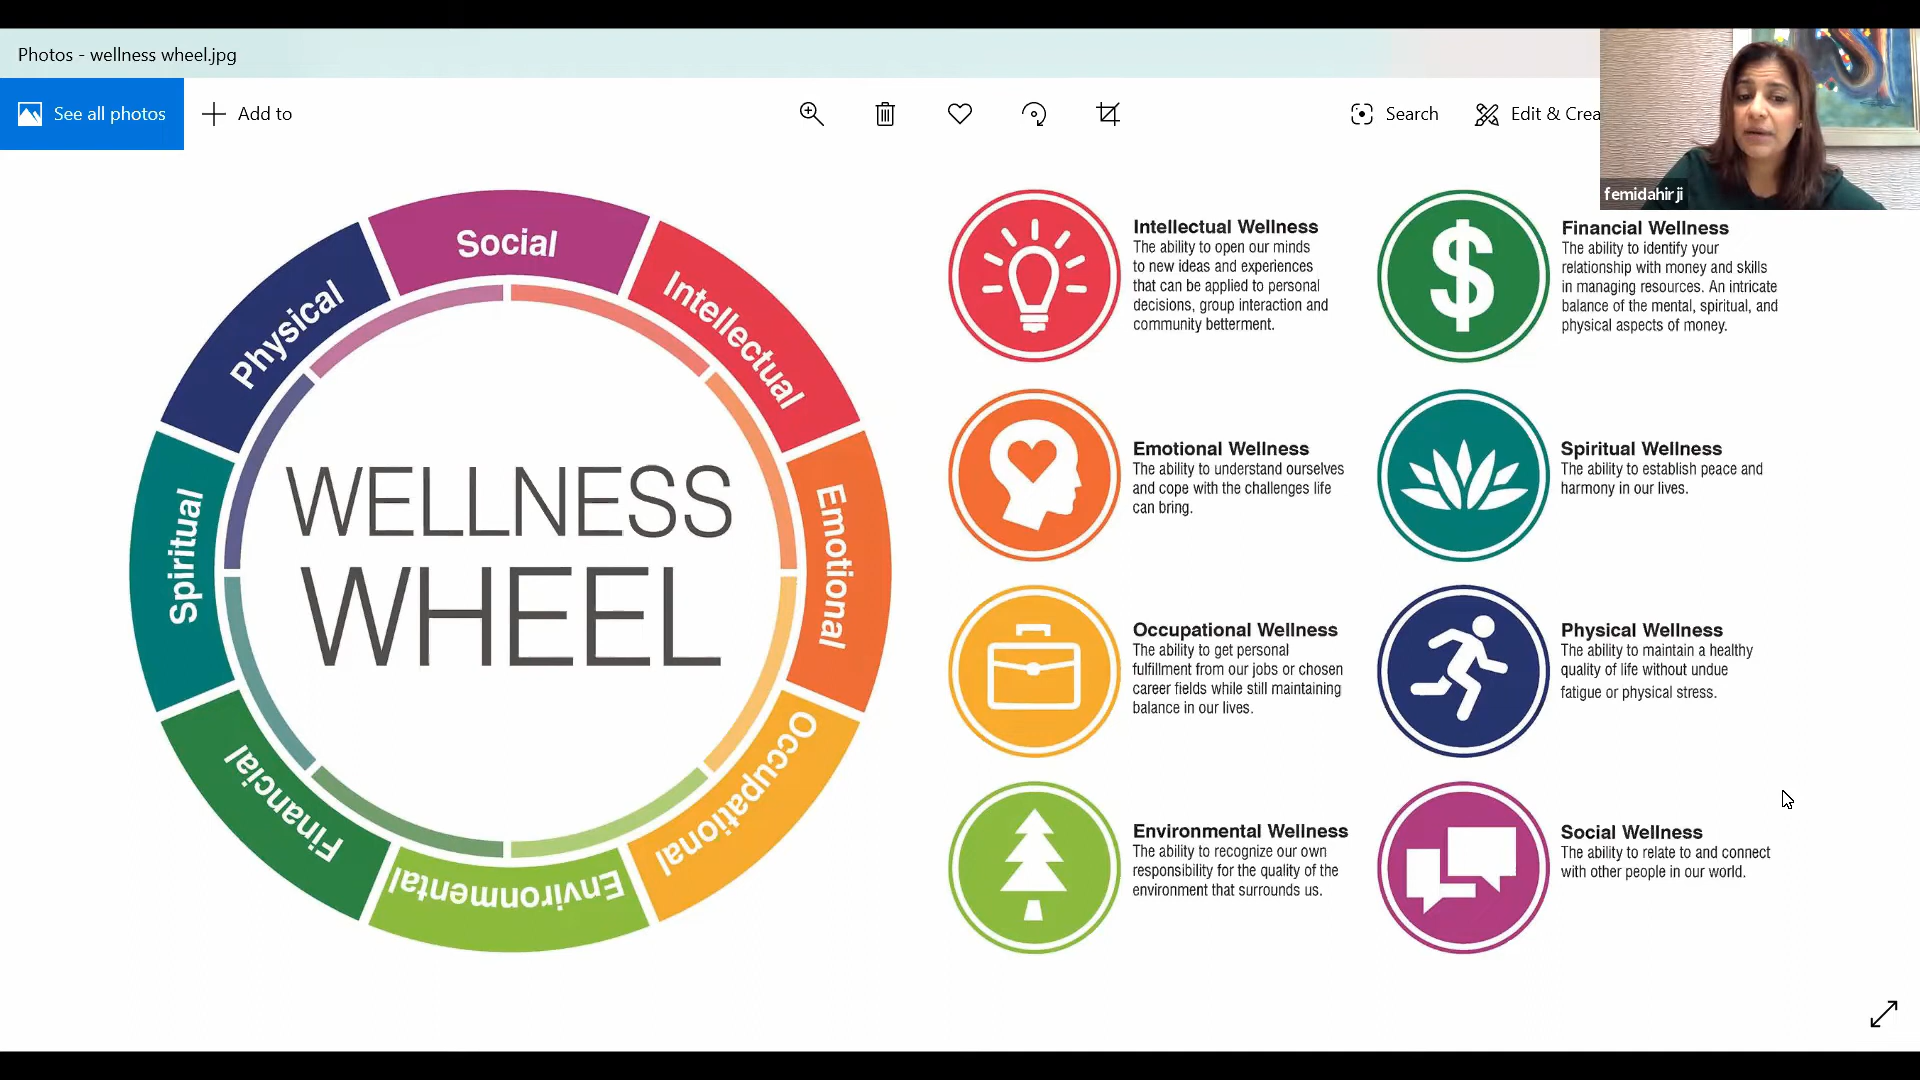 Photos - wellness wheel.jpg
See all photos
Add to
Search
Edit & Crea
femidahirji
Social
Intellectual
Emotional
Occupational
Environmental
Financial
Spiritual
Physical
WELLNESS
WHEEL
Intellectual Wellness
The ability to open our minds
to new ideas and experiences
that can be applied to personal
decisions, group interaction and
community betterment.
Financial Wellness
The ability to identify your
relationship with money and skills
in managing resources. An intricate
balance of the mental, spiritual, and
physical aspects of money.
Emotional Wellness
The ability to understand ourselves
and cope with the challenges life
can bring.
Spiritual Wellness
The ability to establish peace and
harmony in our lives.
Occupational Wellness
The ability to get personal
fulfillment from our jobs or chosen
career fields while still maintaining
balance in our lives.
Physical Wellness
The ability to maintain a healthy
quality of life without undue
fatigue or physical stress.
Environmental Wellness
The ability to recognize our own
responsibility for the quality of the
environment that surrounds us.
Social Wellness
The ability to relate to and connect
with other people in our world.